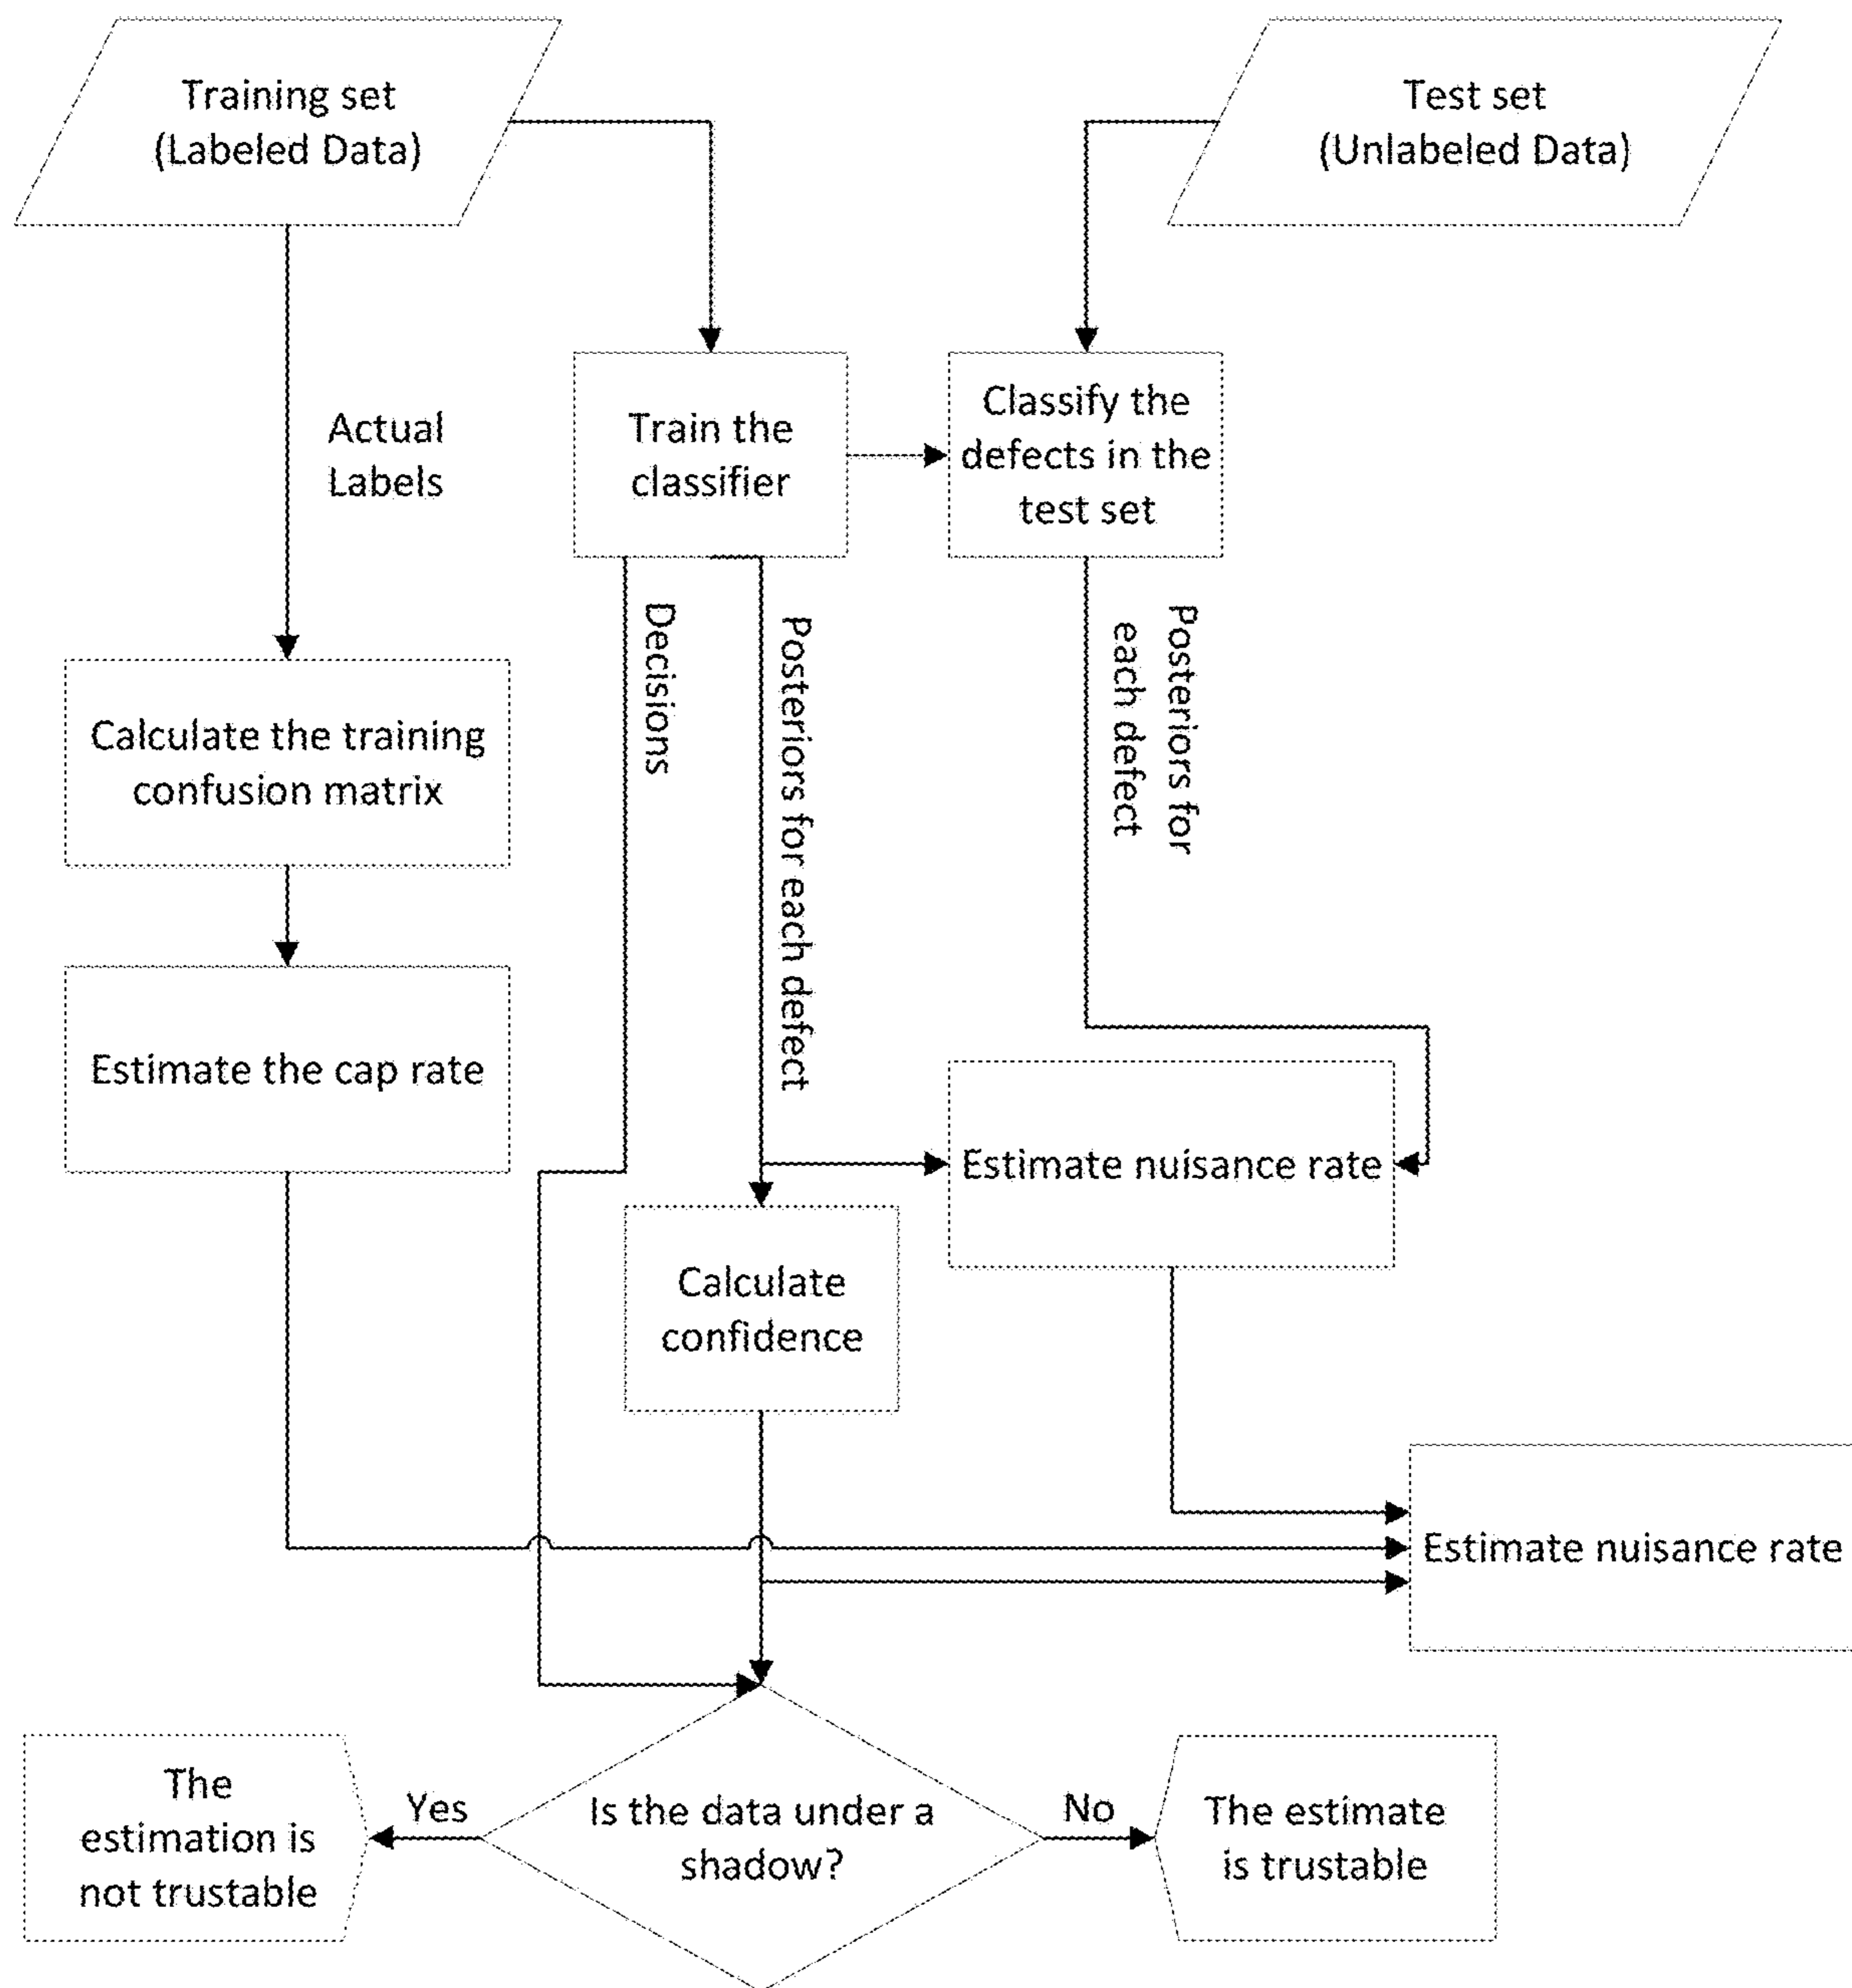 Training set
(Labeled Data)
Test set
(Unlabeled Data)
Actual
Labels
Train the
classifier
Classify the
defects in the
test set
Decisions
Posteriors for each defect
Posteriors for
each defect
Calculate the training
confusion matrix
Estimate the cap rate
Estimate nuisance rate
Calculate
confidence
Estimate nuisance rate
The
estimation is
not trustable
Yes
Is the data under a
shadow?
No
The estimate
is trustable